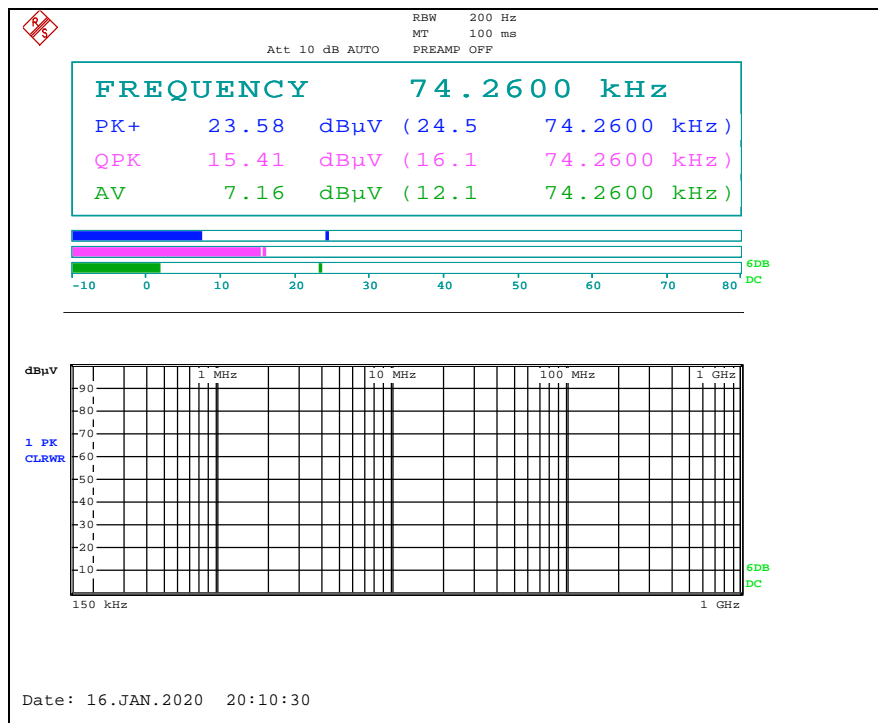 R S
RBW 200 Hz
MT 100 ms
Att 10 dB AUTO PREAMP OFF
FREQUENCY 74.2600 kHz
PK+ 23.58 dBµV (24.5 74.2600 kHz)
QPK 15.41 dBµV (16.1 74.2600 kHz)
AV 7.16 dBµV (12.1 74.2600 kHz)
6DB
DC
-10 0 10 20 30 40 50 60 70 80
dBµV
1 MHz 10 MHz 100 MHz 1 GHz
90
80
70
1 PK
CLRWR
60
50
40
30
20
10
6DB
DC
150 kHz 1 GHz
Date: 16.JAN.2020 20:10:30